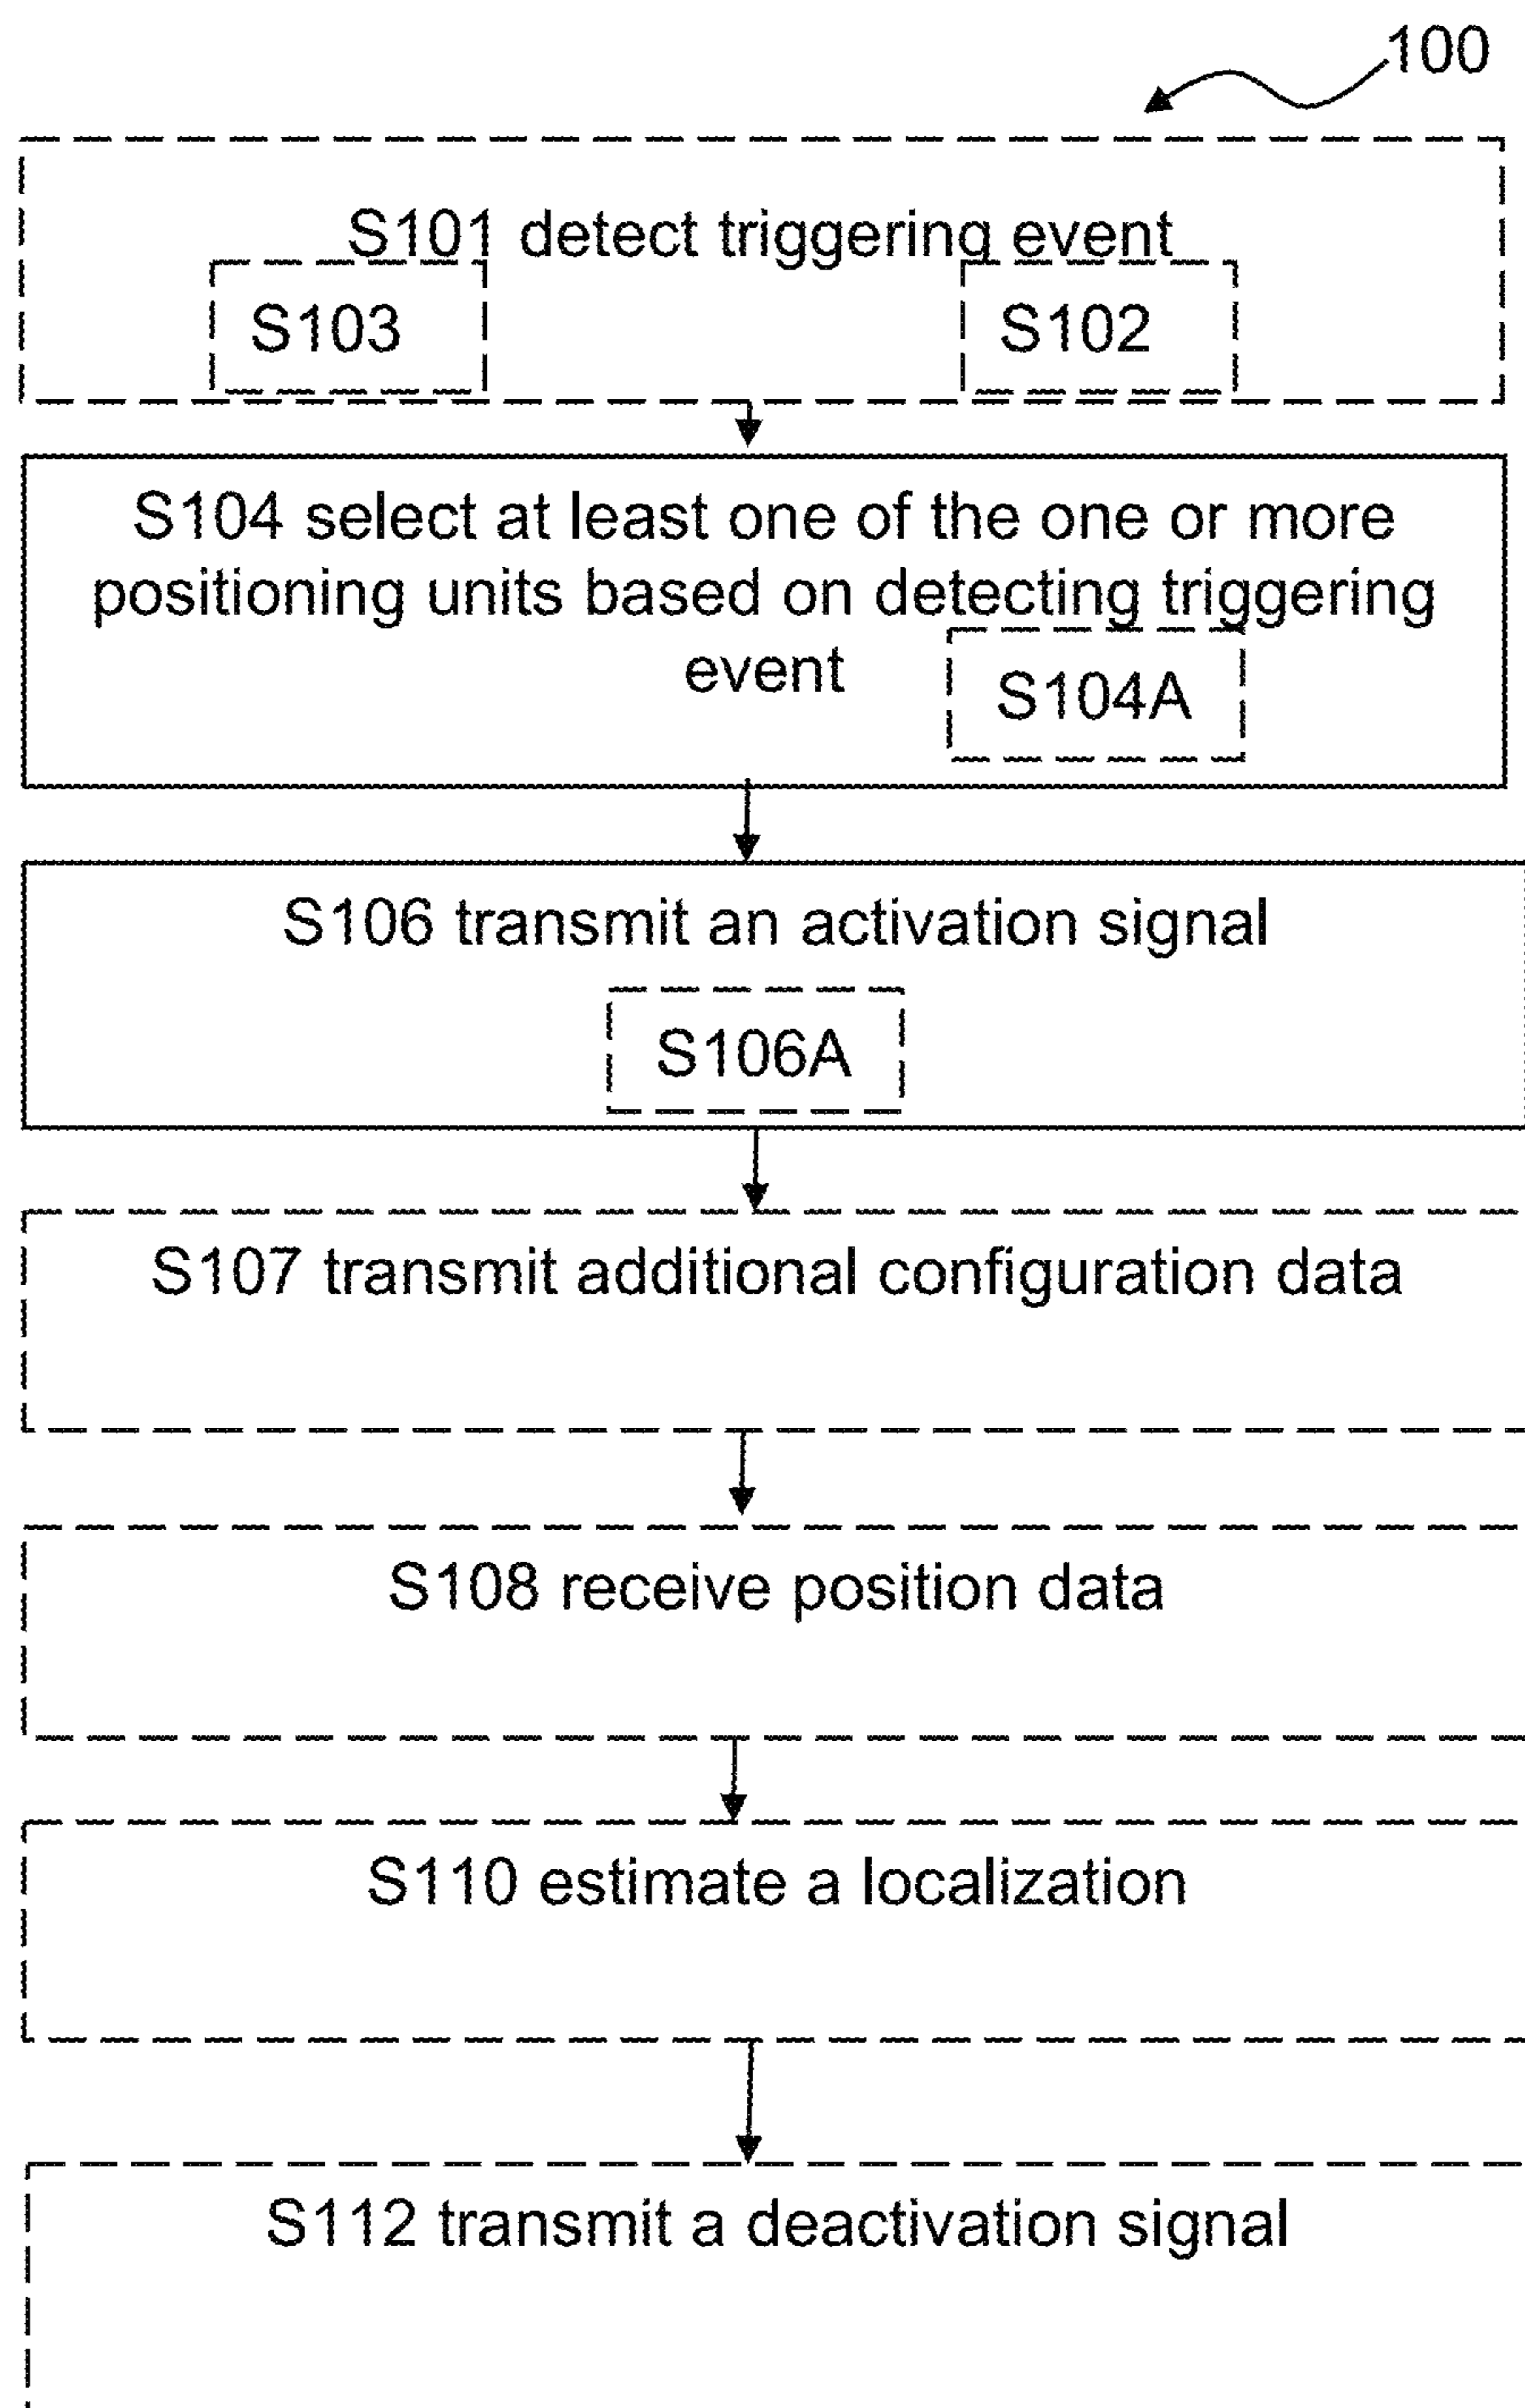 100
S101 detect triggering event
S103
S102
S104 select at least one of the one or more
positioning units based on detecting triggering
event
S104A
S106 transmit an activation signal
S106A
S107 transmit additional configuration data
S108 receive position data
S110 estimate a localization
S112 transmit a deactivation signal